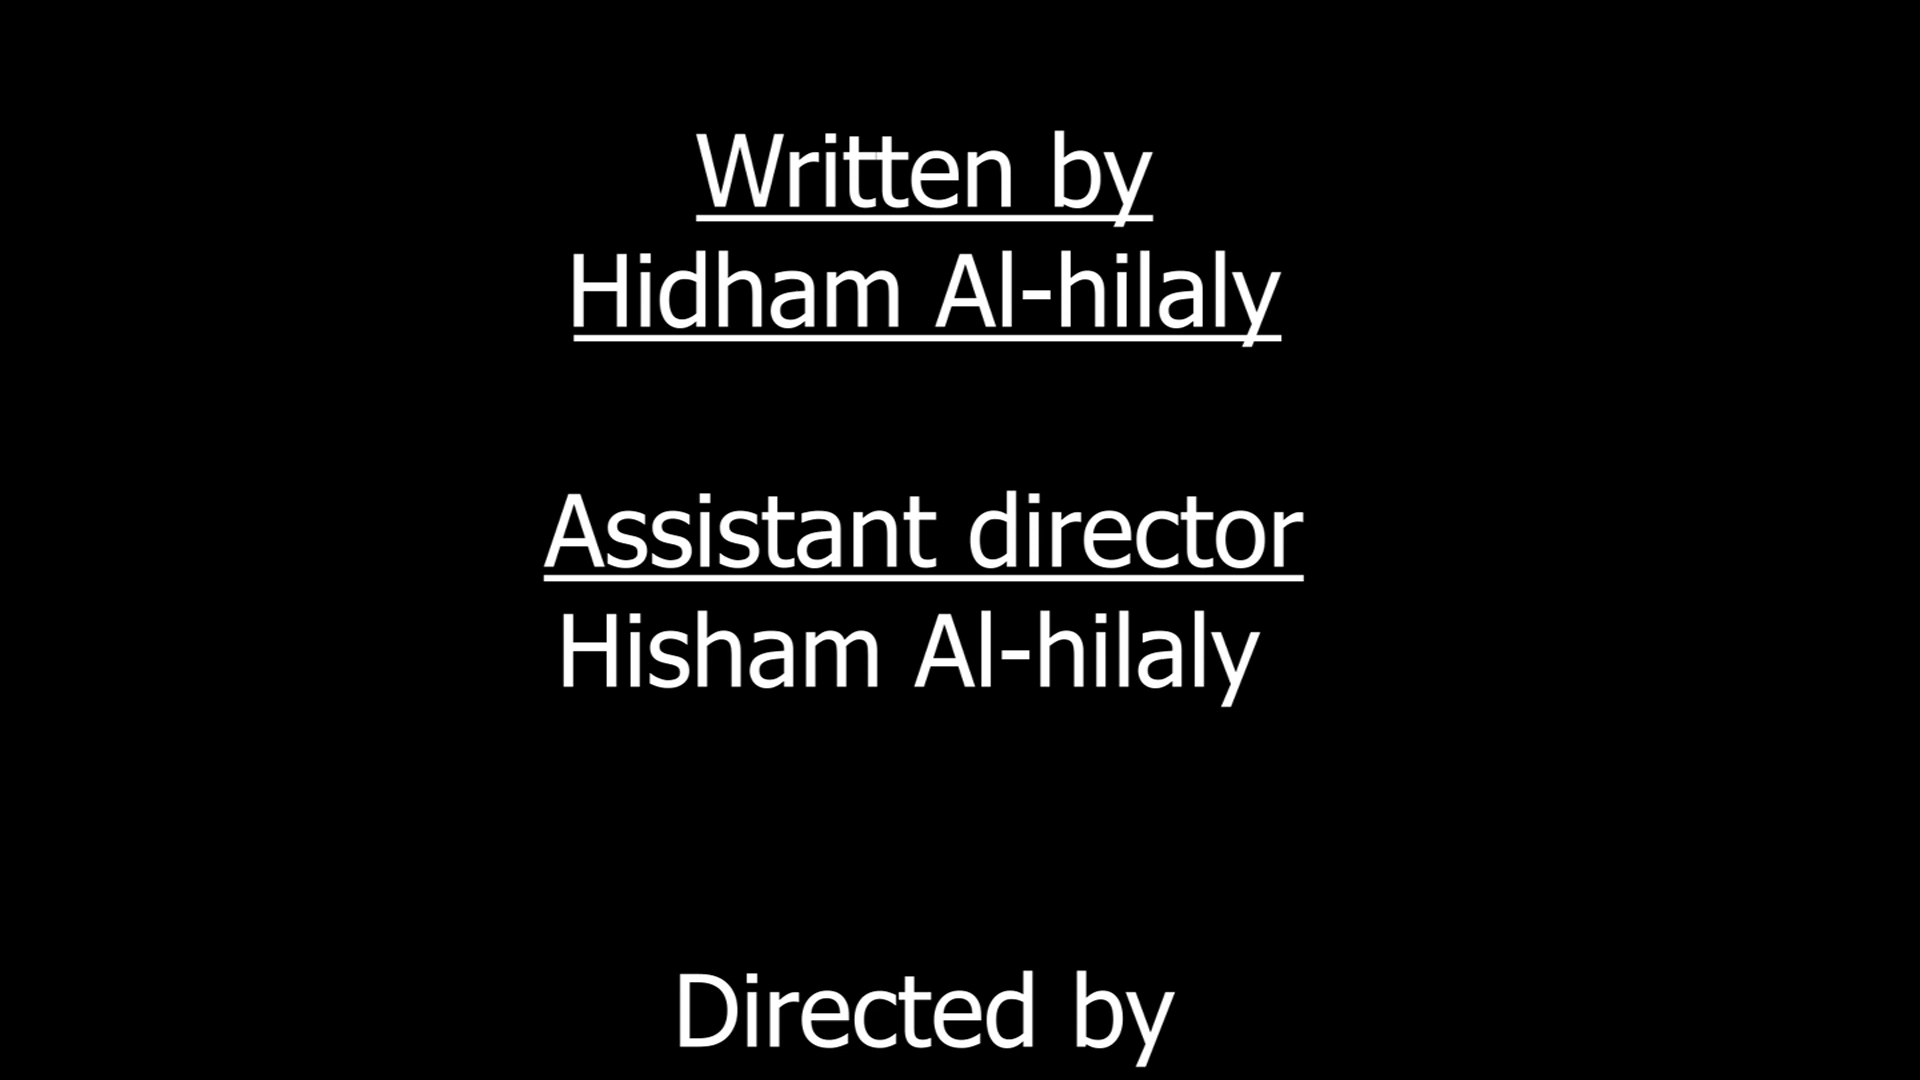 Written by
Hidham Al-hilaly
Assistant director
Hisham Al-hilaly
Directed by